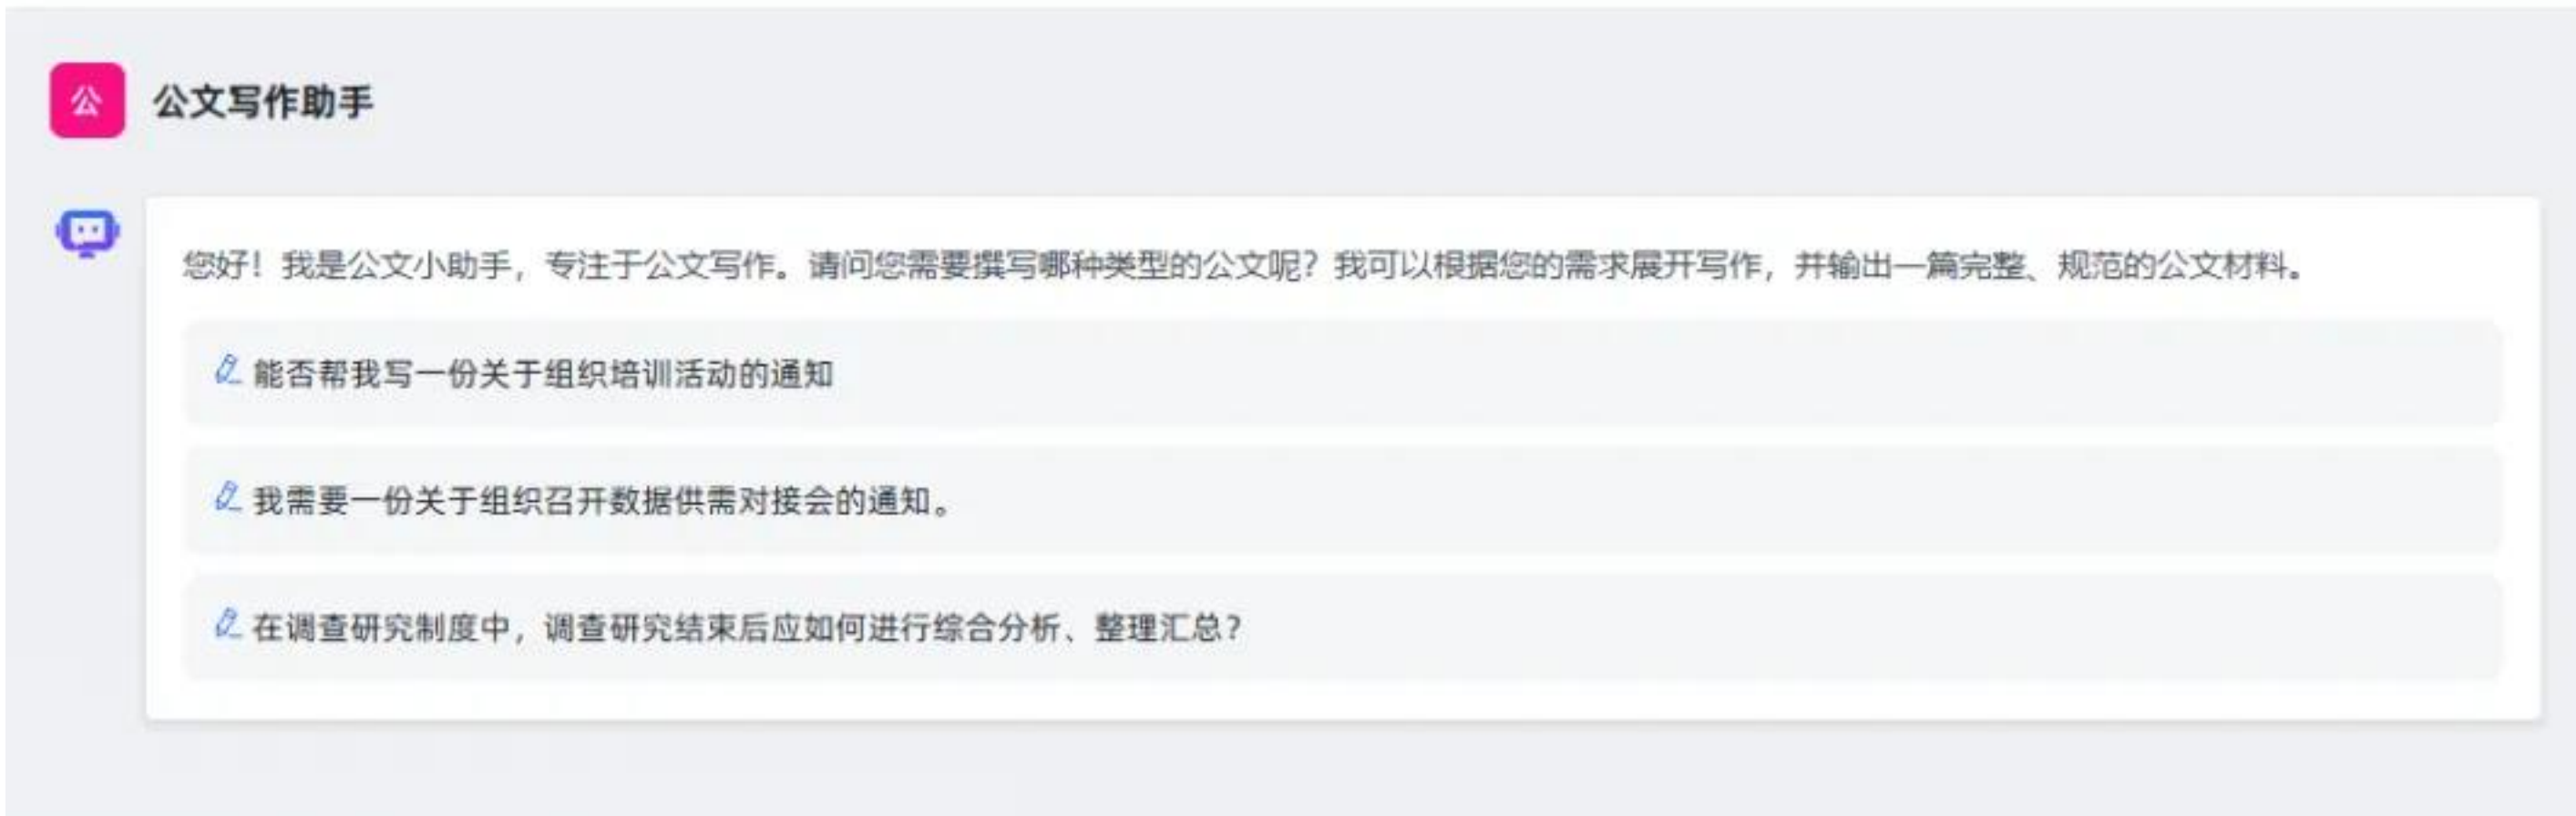 公
公文写作助手
您好！我是公文小助手，专注于公文写作。请问您需要撰写哪种类型的公文呢？我可以根据您的需求展开写作，并输出一篇完整、规范的公文材料。
能否帮我写一份关于组织培训活动的通知
我需要一份关于组织召开数据供需对接会的通知。
在调查研究制度中，调查研究结束后应如何进行综合分析、整理汇总？